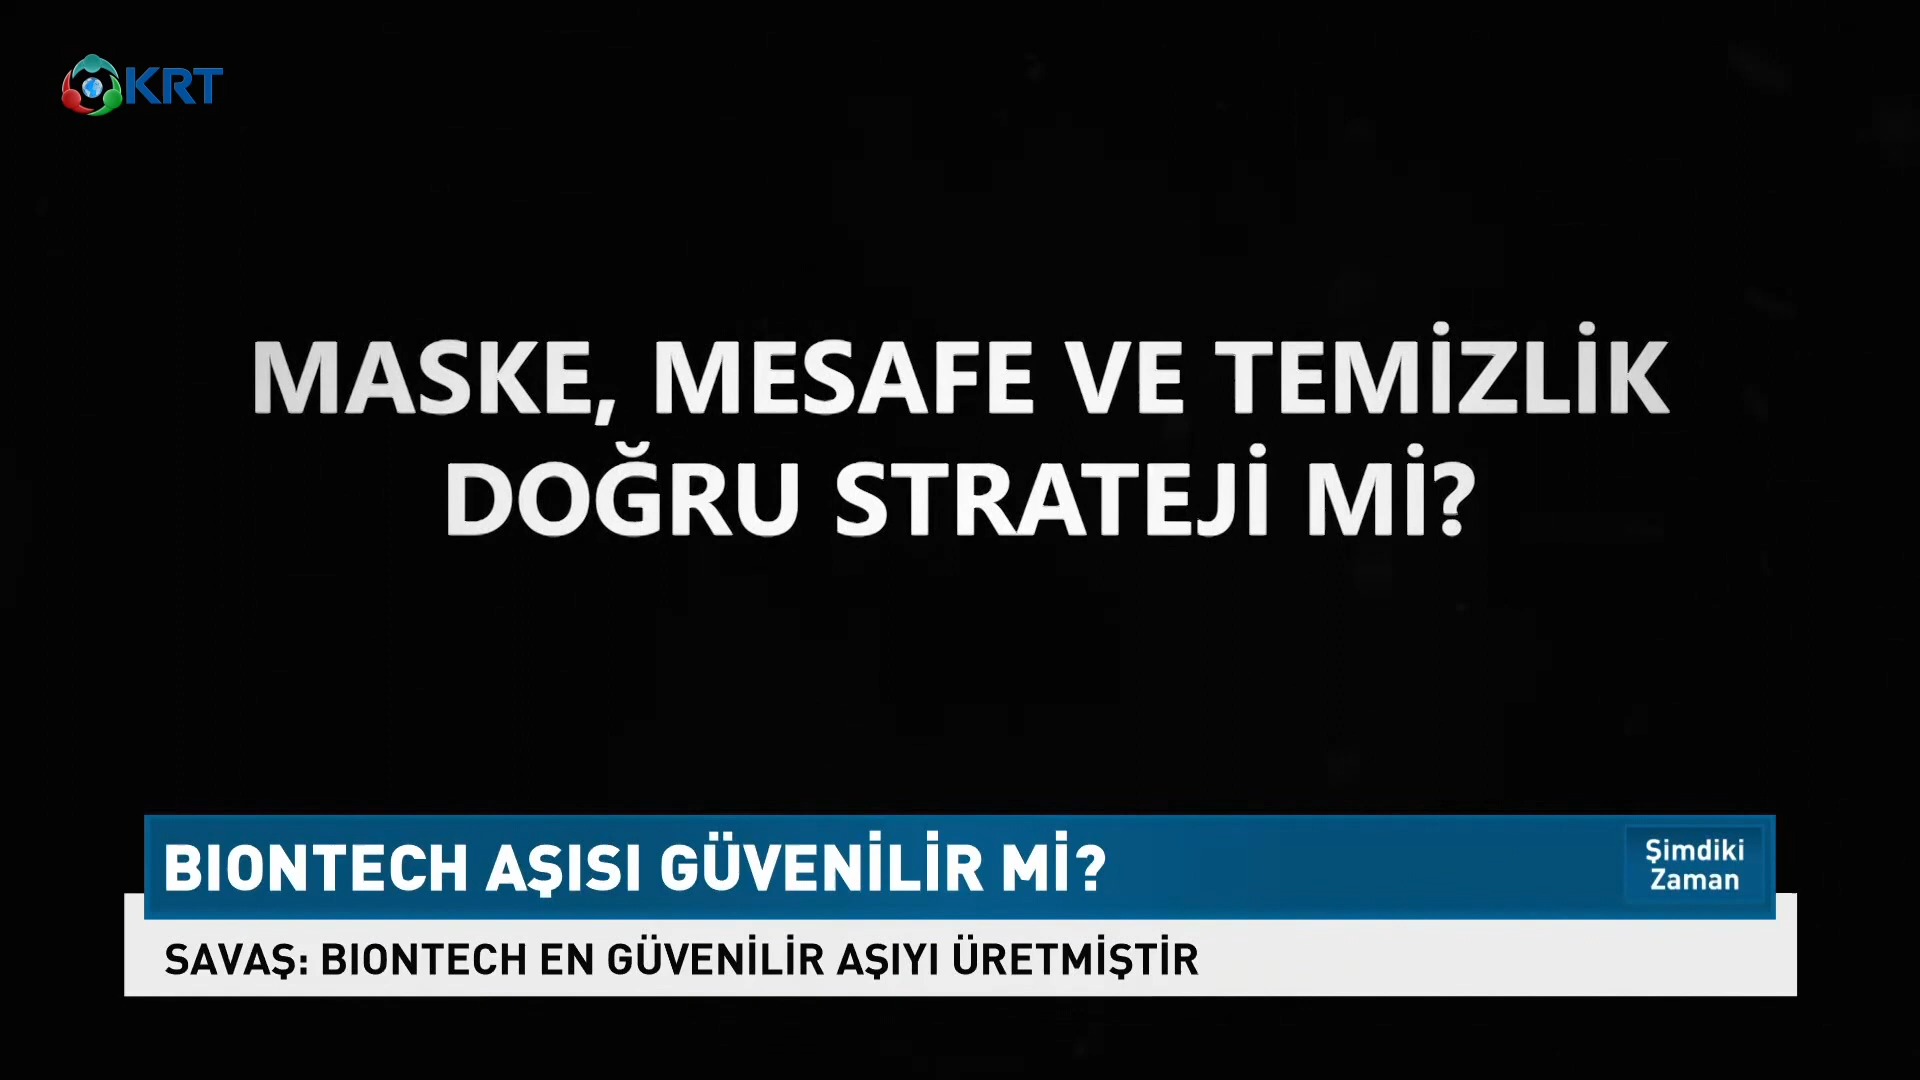 KRT
MASKE, MESAFE VE TEMİZLİK
DOĞRU STRATEJİ Mİ?
BIONTECH AŞISI GÜVENİLİR Mİ?
Şimdiki
Zaman
SAVAŞ: BIONTECH EN GÜVENİLİR AŞIYI ÜRETMİŞTİR